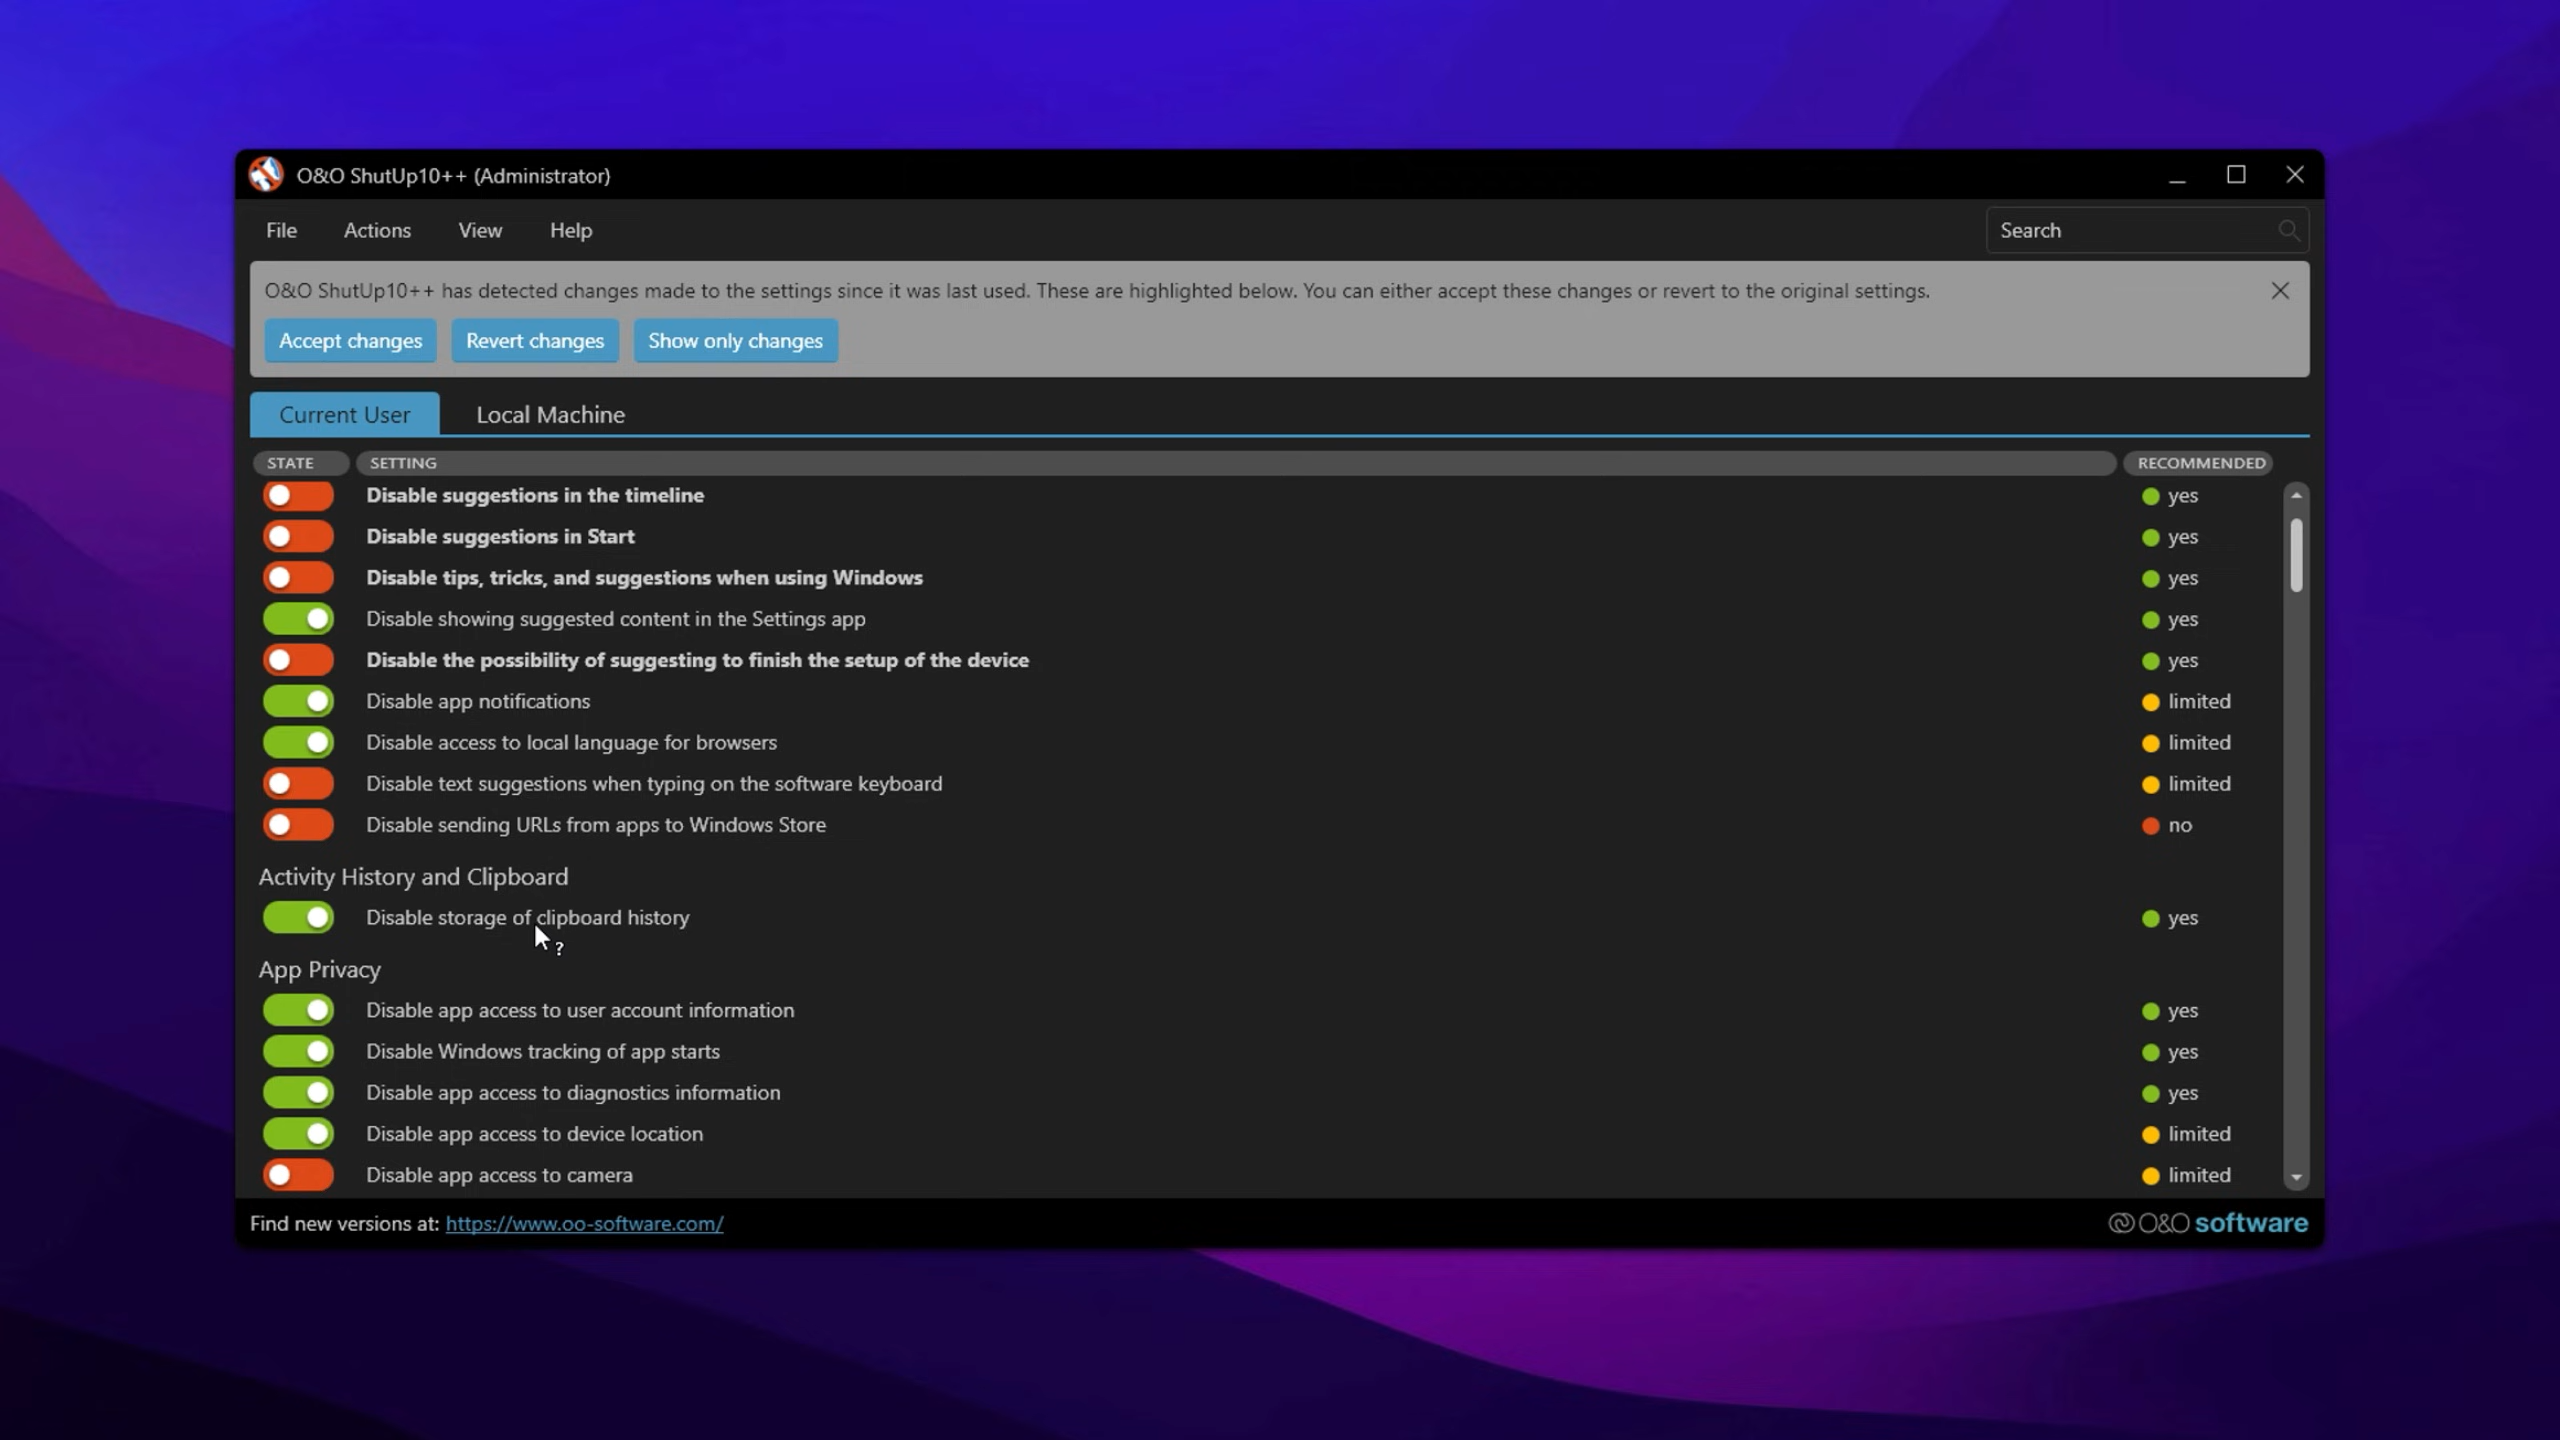 O&O ShutUp10++ (Administrator)
File Actions View Help Search
O&O ShutUp10++ has detected changes made to the settings since it was last used. These are highlighted below. You can either accept these changes or revert to the original settings.
Accept changes Revert changes Show only changes
Current User Local Machine
STATE SETTING RECOMMENDED
Disable suggestions in the timeline yes
Disable suggestions in Start yes
Disable tips, tricks, and suggestions when using Windows yes
Disable showing suggested content in the Settings app yes
Disable the possibility of suggesting to finish the setup of the device yes
Disable app notifications limited
Disable access to local language for browsers limited
Disable text suggestions when typing on the software keyboard limited
Disable sending URLs from apps to Windows Store no
Activity History and Clipboard
Disable storage of clipboard history yes
App Privacy
Disable app access to user account information yes
Disable Windows tracking of app starts yes
Disable app access to diagnostics information yes
Disable app access to device location limited
Disable app access to camera limited
Find new versions at: https://www.oo-software.com/ O&O software